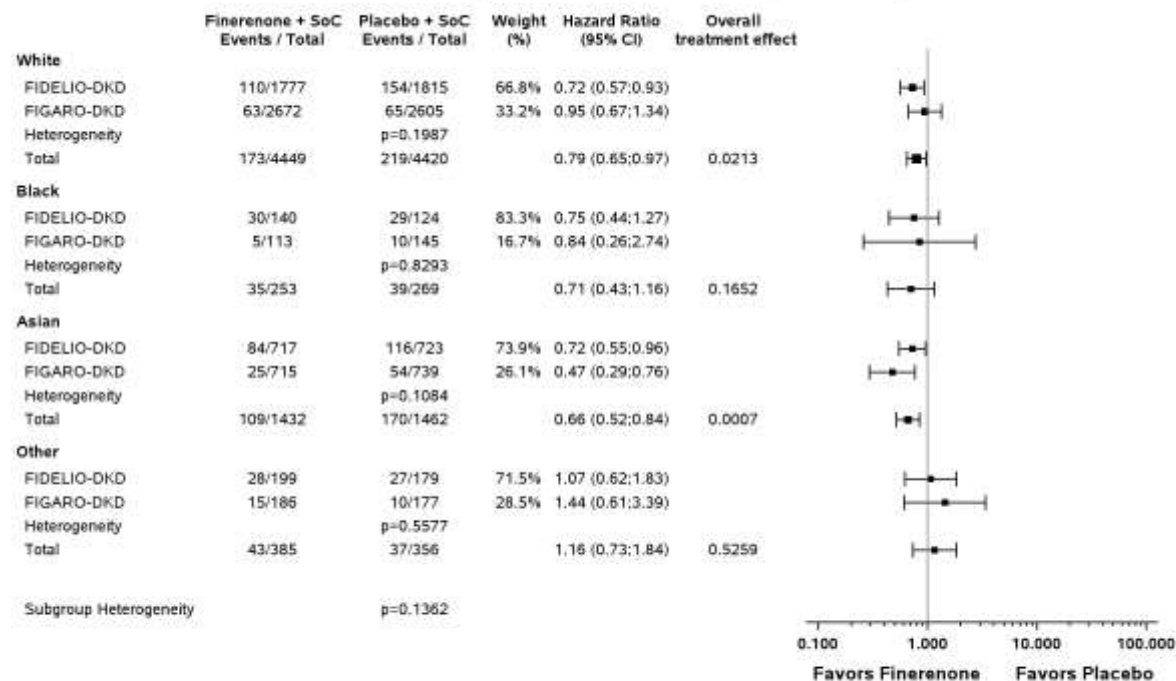 Finerenone + SoC Placebo + SoC Weight Hazard Ratio Overall
Events / Total Events / Total (%) (95% CI) treatment effect
White
FIDELIO-DKD 110/1777 154/1815 66.8% 0.72 (0.57;0.93)
FIGARO-DKD 63/2672 65/2605 33.2% 0.95 (0.67;1.34)
Heterogeneity p=0.1987
Total 173/4449 219/4420 0.79 (0.65;0.97) 0.0213
Black
FIDELIO-DKD 30/140 29/124 83.3% 0.75 (0.44;1.27)
FIGARO-DKD 5/113 10/145 16.7% 0.84 (0.26;2.74)
Heterogeneity p=0.8293
Total 35/253 39/269 0.71 (0.43;1.16) 0.1652
Asian
FIDELIO-DKD 84/717 116/723 73.9% 0.72 (0.55;0.96)
FIGARO-DKD 25/715 54/739 26.1% 0.47 (0.29;0.76)
Heterogeneity p=0.1084
Total 109/1432 170/1462 0.66 (0.52;0.84) 0.0007
Other
FIDELIO-DKD 28/199 27/179 71.5% 1.07 (0.62;1.83)
FIGARO-DKD 15/186 10/177 28.5% 1.44 (0.61;3.39)
Heterogeneity p=0.5577
Total 43/385 37/356 1.16 (0.73;1.84) 0.5259
Subgroup Heterogeneity p=0.1362
0.100 1.000 10.000 100.000
Favors Finerenone Favors Placebo